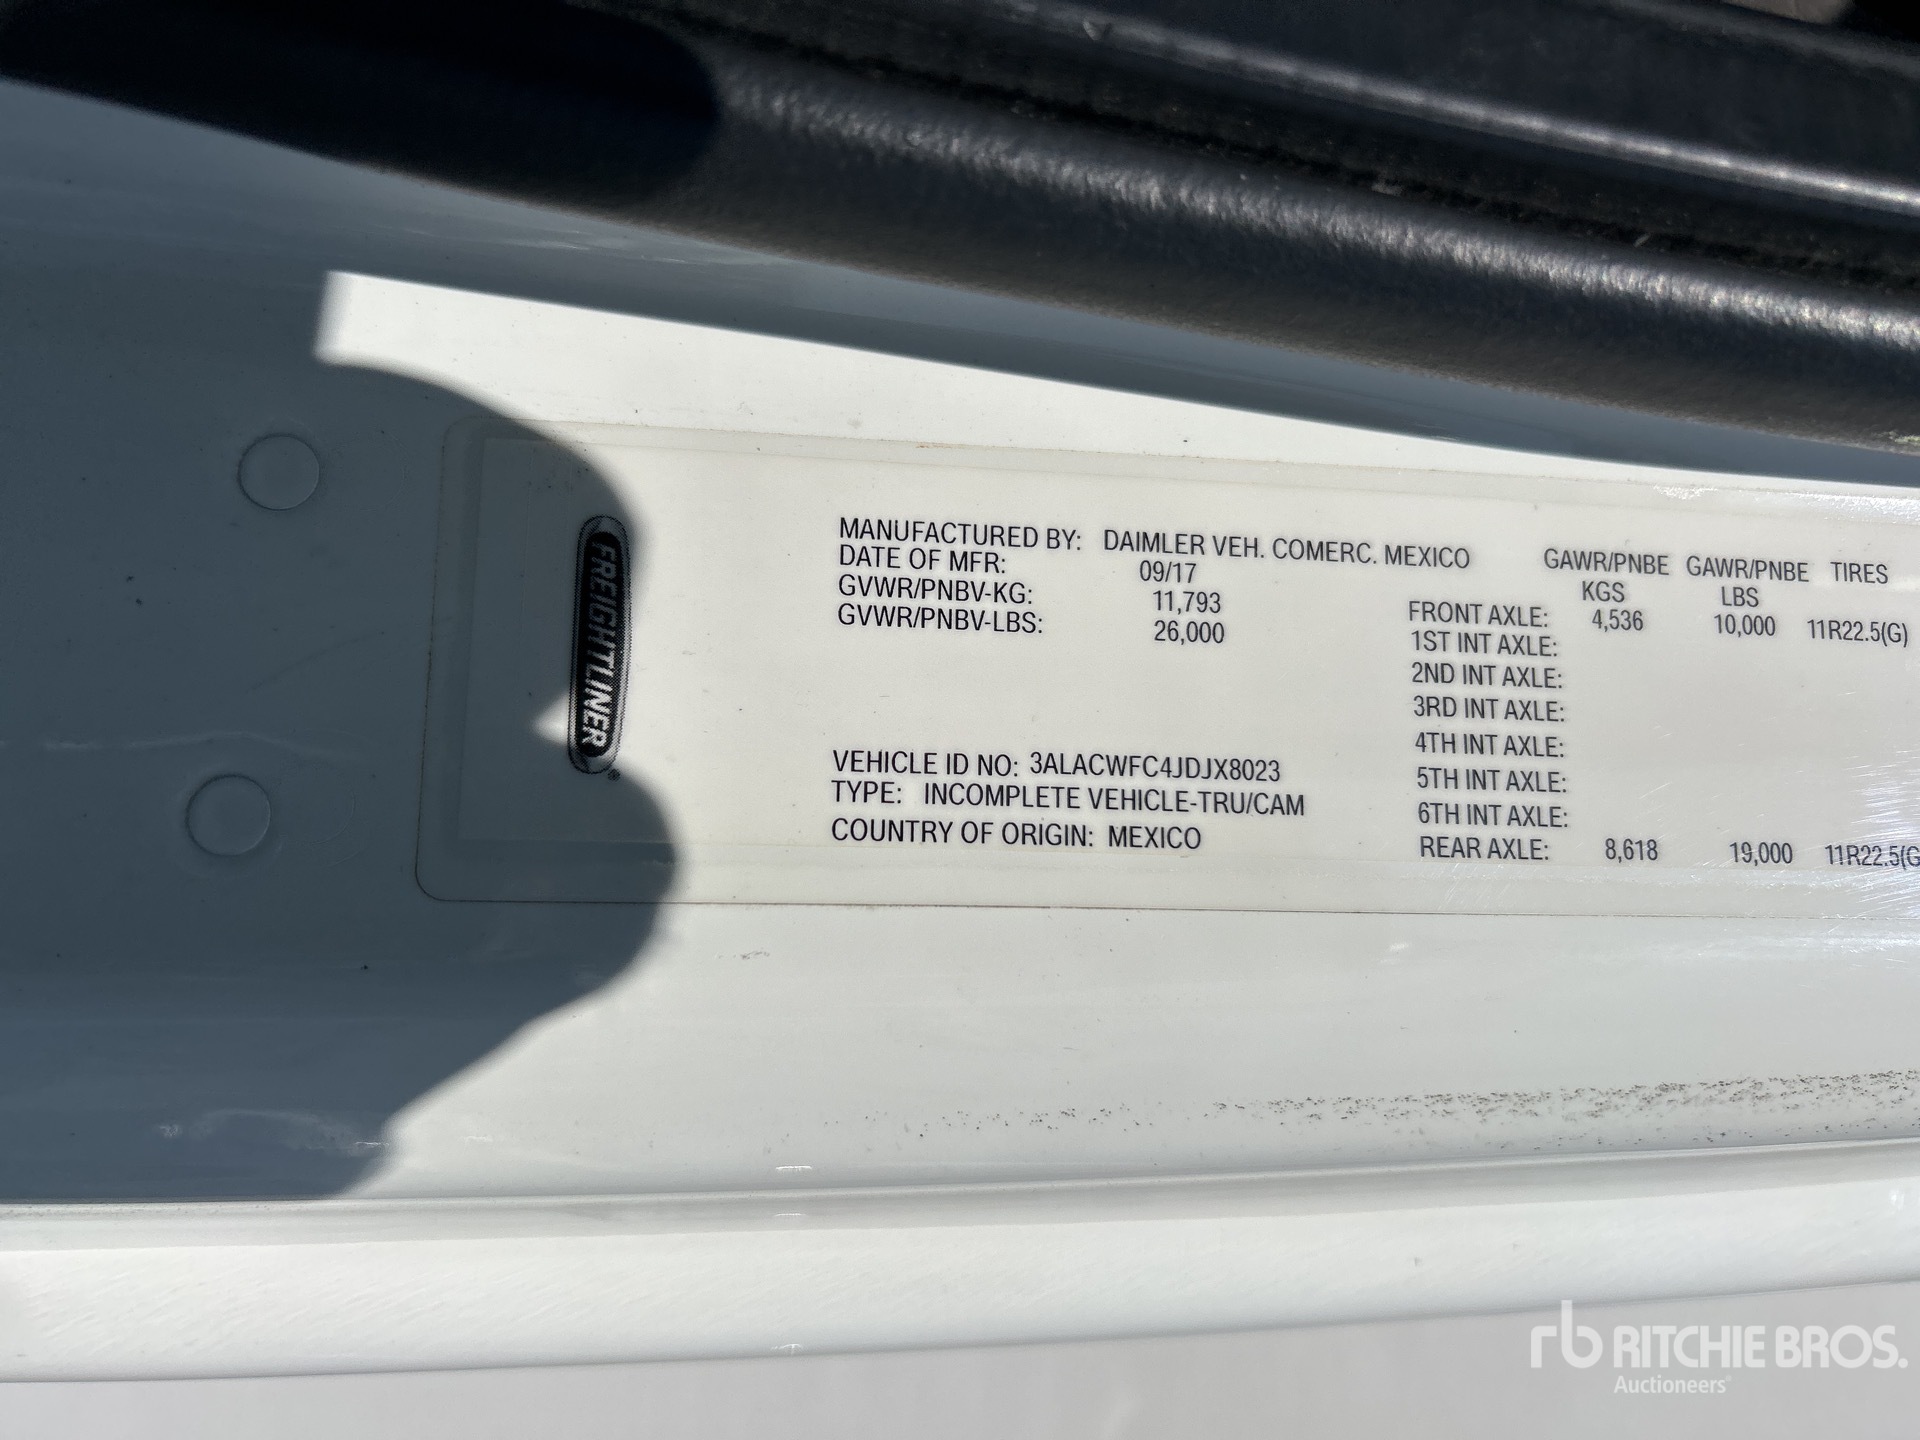 FREIGHTLINER
MANUFACTURED BY: DAIMLER VEH. COMERC. MEXICO
DATE OF MFR: 09/17
GVWR/PNBV-KG: 11,793
GVWR/PNBV-LBS: 26,000
VEHICLE ID NO: 3ALACWFC4JDJX8023
TYPE: INCOMPLETE VEHICLE-TRU/CAM
COUNTRY OF ORIGIN: MEXICO
GAWR/PNBE GAWR/PNBE TIRES
KGS LBS
FRONT AXLE: 4,536 10,000 11R22.5(G)
1ST INT AXLE:
2ND INT AXLE:
3RD INT AXLE:
4TH INT AXLE:
5TH INT AXLE:
6TH INT AXLE:
REAR AXLE: 8,618 19,000 11R22.5(G
rb RITCHIE BROS.
Auctioneers